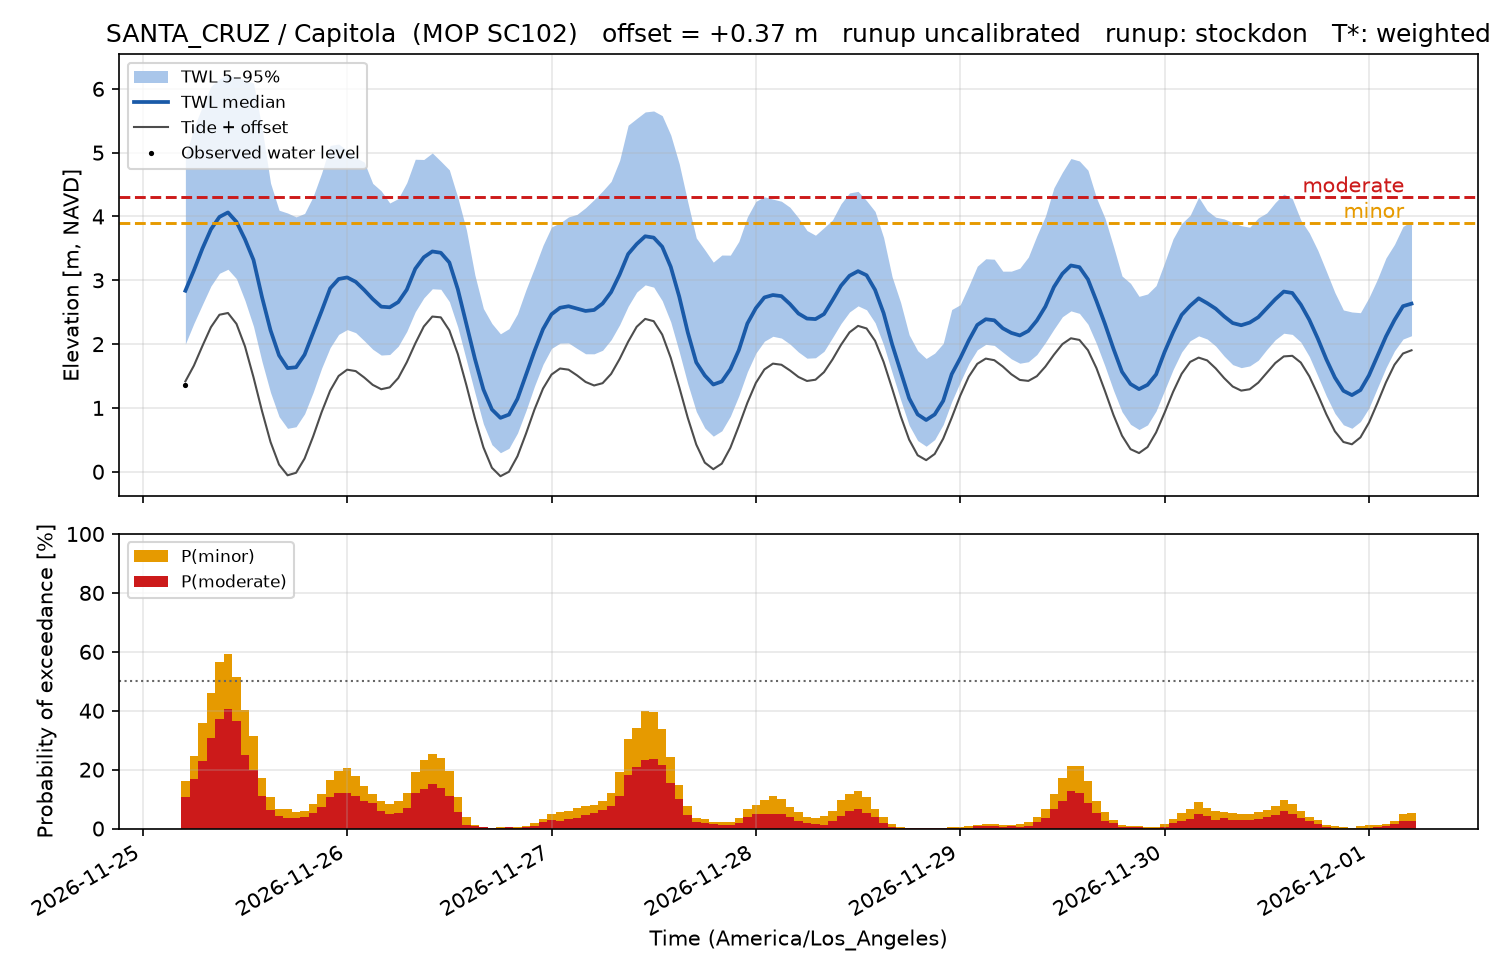 SANTA_CRUZ / Capitola  (MOP SC102)   offset = +0.37 m   runup uncalibrated   runup: stockdon   T*: weighted
TWL 5–95%
TWL median
Tide + offset
Observed water level
Elevation [m, NAVD]
6
5
4
3
2
1
0
moderate
minor
P(minor)
P(moderate)
Probability of exceedance [%]
100
80
60
40
20
0
2026-11-25
2026-11-26
2026-11-27
2026-11-28
2026-11-29
2026-11-30
2026-12-01
Time (America/Los_Angeles)